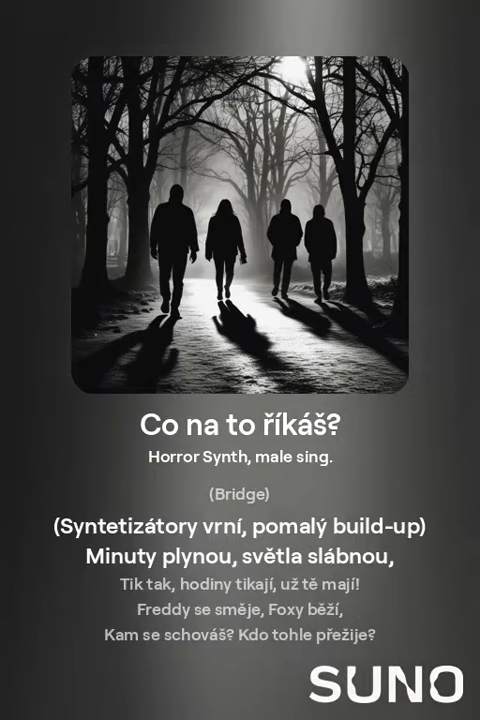 Co na to říkáš?
Horror Synth, male sing.
(Bridge)
(Syntetizátory vrní, pomalý build-up)
Minuty plynou, světla slábnou,
Tik tak, hodiny tikají, už tě mají!
Freddy se směje, Foxy běží,
Kam se schováš? Kdo tohle přežije?
SUNO